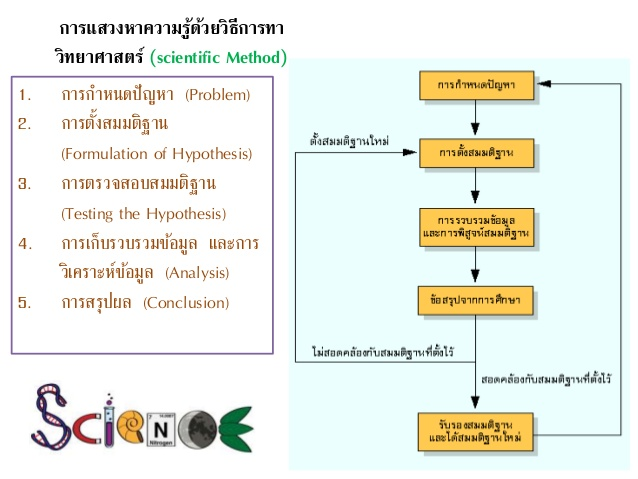 การแสวงหาความรู้ด้วยวิธีการทา
วิทยาศาสตร์ (scientific Method)
1. การกำหนดปัญหา (Problem)
2. การตั้งสมมติฐาน
(Formulation of Hypothesis)
3. การตรวจสอบสมมติฐาน
(Testing the Hypothesis)
4. การเก็บรวบรวมข้อมูล และการ
วิเคราะห์ข้อมูล (Analysis)
5. การสรุปผล (Conclusion)
การกำหนดปัญหา
ตั้งสมมติฐานใหม่
การตั้งสมมติฐาน
การรวบรวมข้อมูล
และการพิสูจน์สมมติฐาน
ข้อสรุปจากการศึกษา
ไม่สอดคล้องกับสมมติฐานที่ตั้งไว้
สอดคล้องกับสมมติฐานที่ตั้งไว้
รับรองสมมติฐาน
และได้สมมติฐานใหม่
SCIENCE
7 14.0067
N
Nitrogen